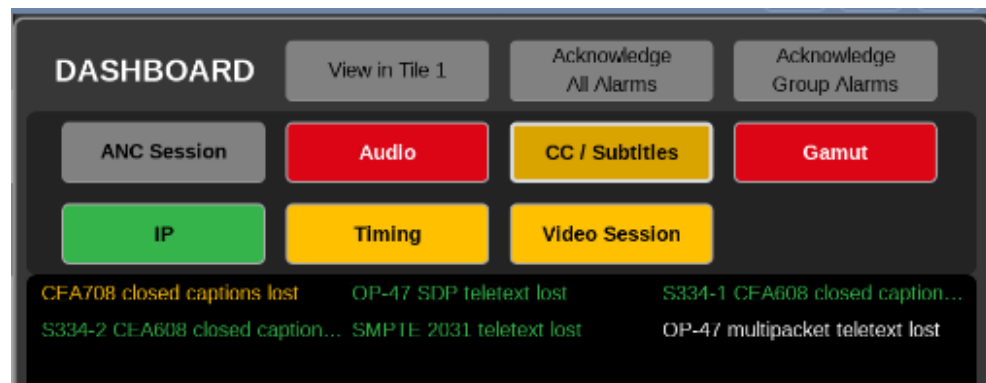 DASHBOARD
View in Tile 1
Acknowledge
All Alarms
Acknowledge
Group Alarms
ANC Session
Audio
CC / Subtitles
Gamut
IP
Timing
Video Session
CEA708 closed captions lost
OP-47 SDP teletext lost
S334-1 CEA608 closed caption...
S334-2 CEA608 closed caption...
SMPTE 2031 teletext lost
OP-47 multipacket teletext lost